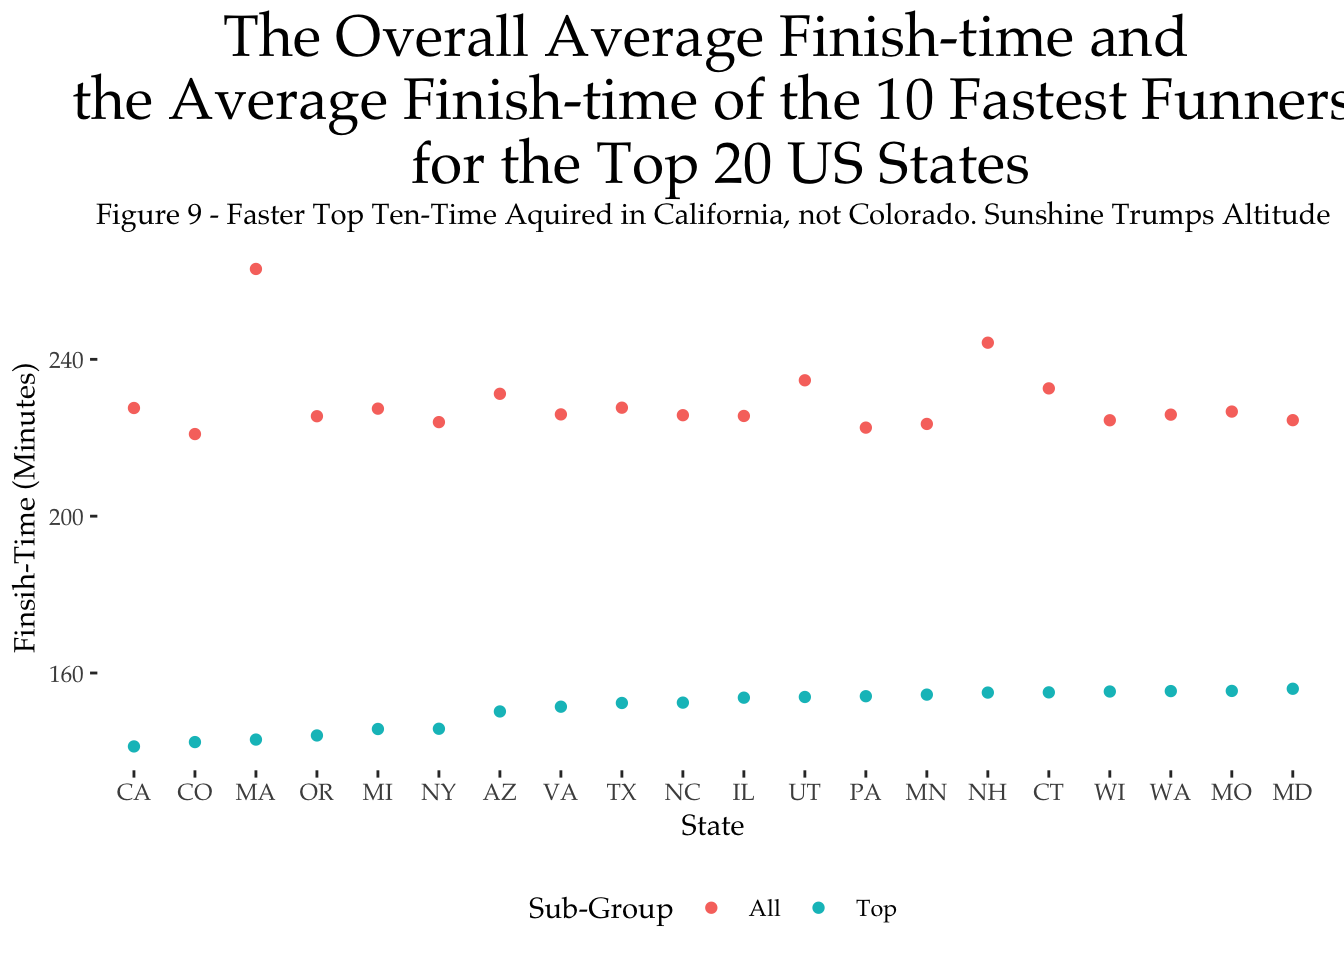 The Overall Average Finish-time and
the Average Finish-time of the 10 Fastest Funners
for the Top 20 US States
Figure 9 - Faster Top Ten-Time Aquired in California, not Colorado. Sunshine Trumps Altitude
Finsih-Time (Minutes)
240
200
160
CA CO MA OR MI NY AZ VA TX NC IL UT PA MN NH CT WI WA MO MD
State
Sub-Group All Top